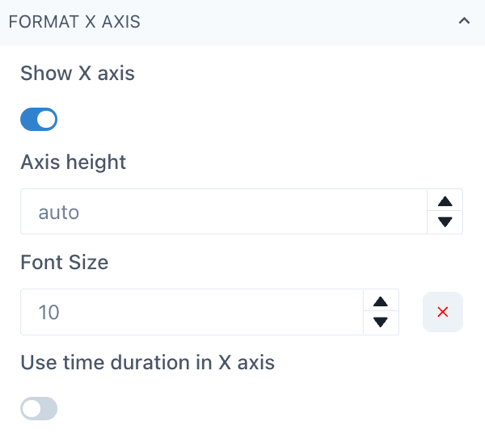 FORMAT X AXIS
Show X axis
Axis height
auto
Font Size
10
Use time duration in X axis